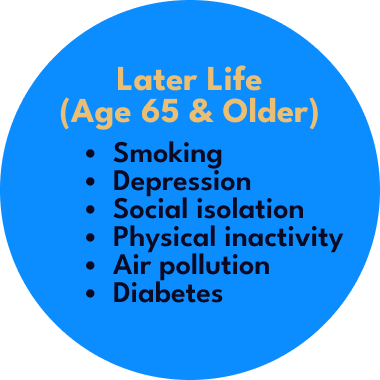 Later Life
(Age 65 & Older)
• Smoking
• Depression
• Social isolation
• Physical inactivity
• Air pollution
• Diabetes